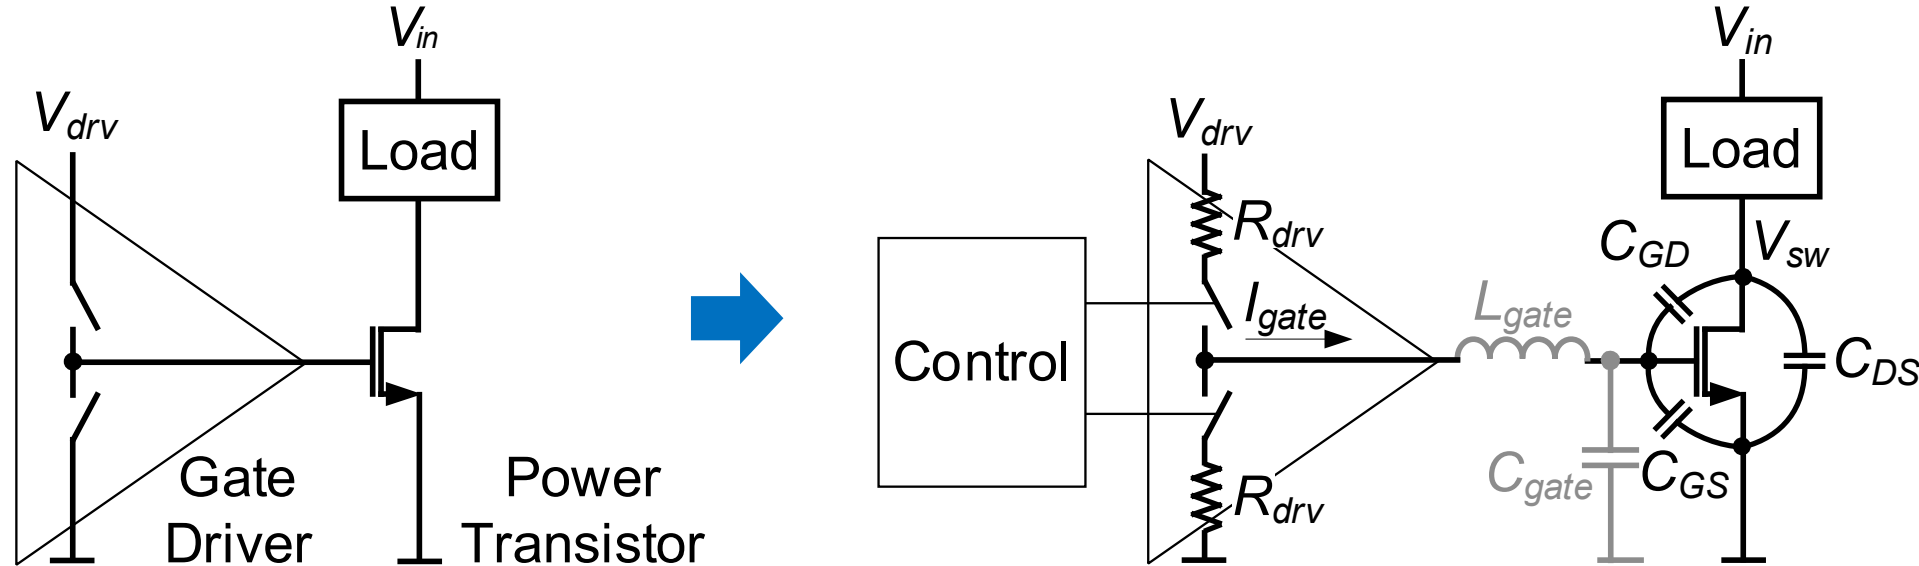 Vin
Vdrv
Load
Gate
Driver
Power
Transistor
Vin
Vdrv
Load
Rdrv
CGD
Vsw
Igate
Lgate
Control
CDS
Cgate
CGS
Rdrv